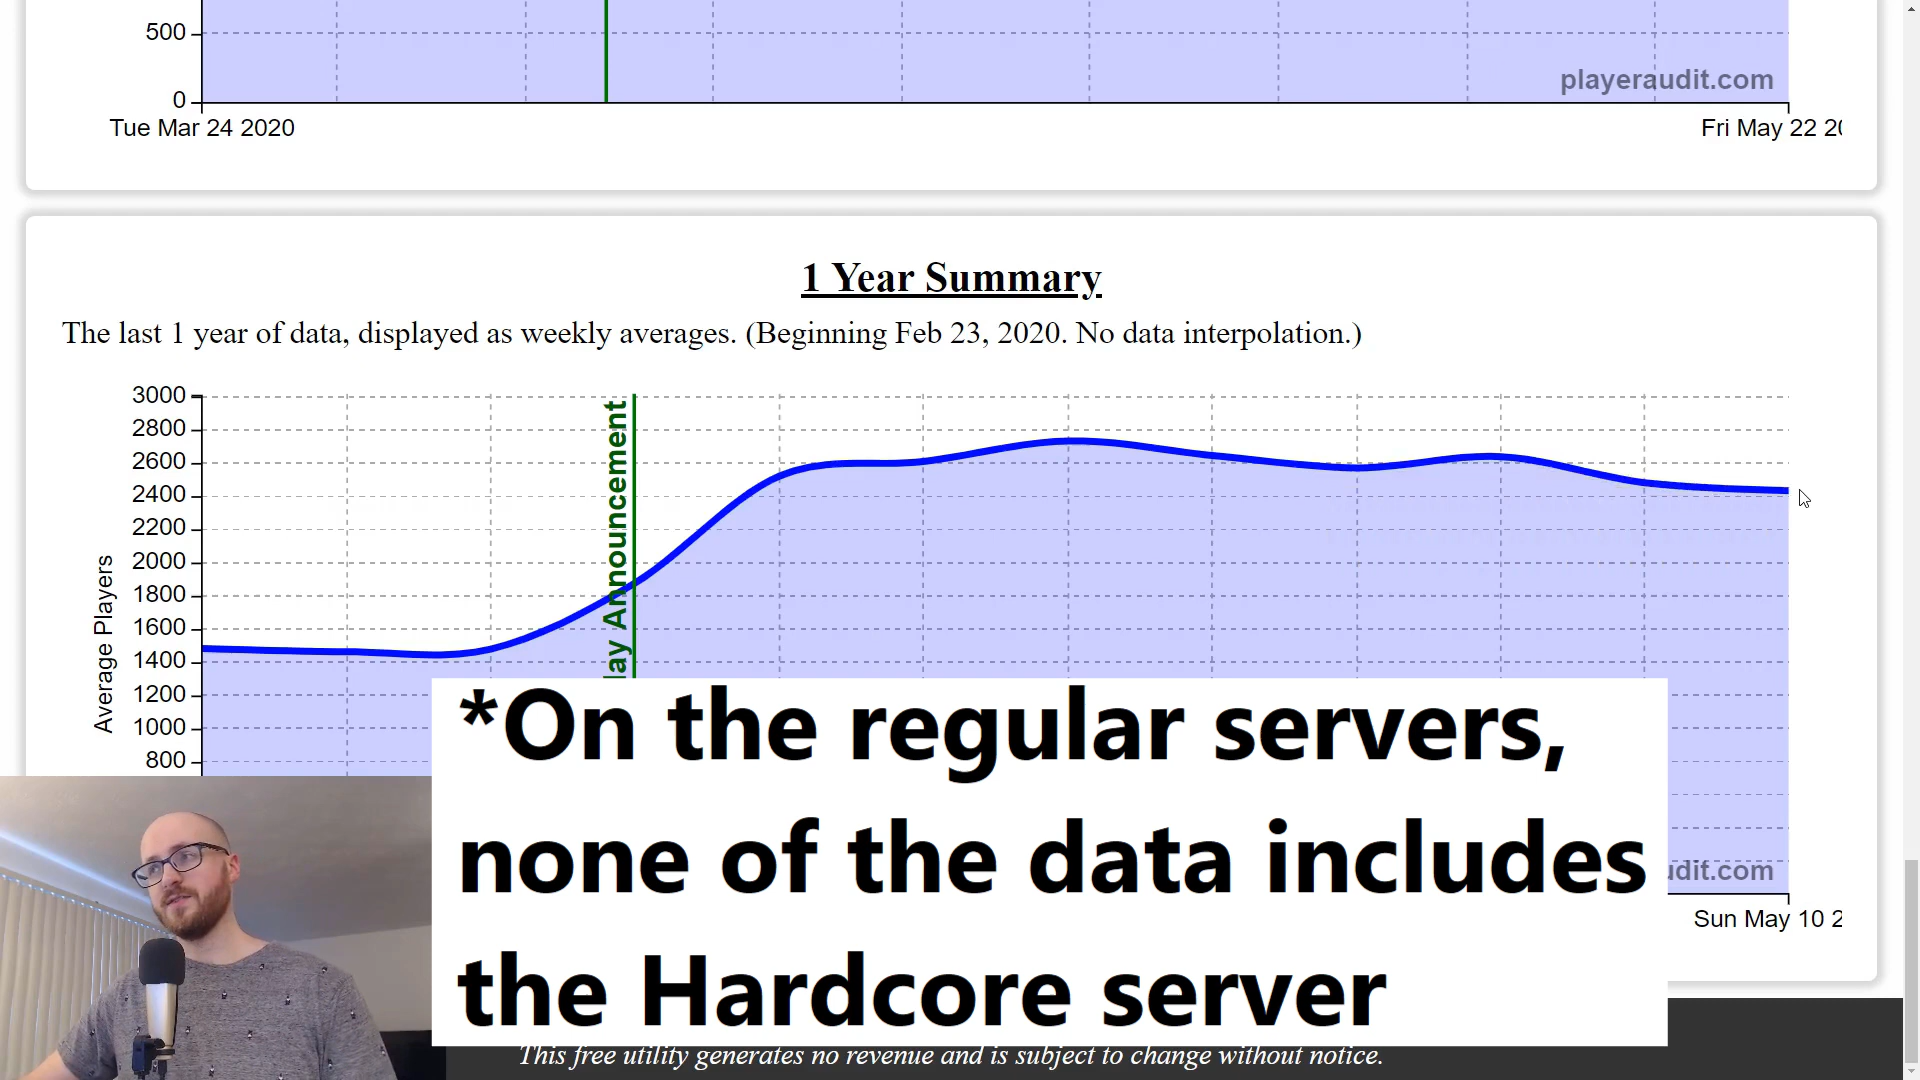 500
0
playeraudit.com
Tue Mar 24 2020
Fri May 22 20
1 Year Summary
The last 1 year of data, displayed as weekly averages. (Beginning Feb 23, 2020. No data interpolation.)
3000
2800
2600
2400
2200
2000
1800
1600
1400
1200
1000
800
Average Players
lay Announcement
*On the regular servers,
none of the data includes
the Hardcore server
udit.com
Sun May 10 2
This free utility generates no revenue and is subject to change without notice.